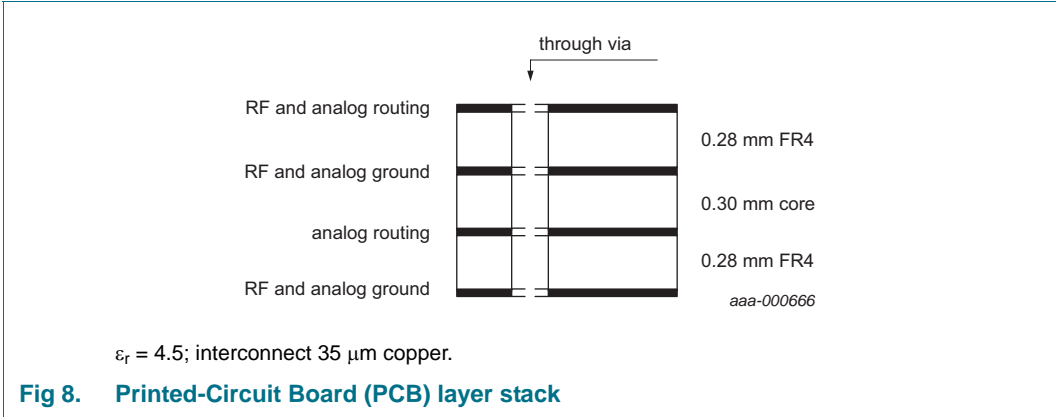 through via
RF and analog routing
0.28 mm FR4
RF and analog ground
0.30 mm core
analog routing
0.28 mm FR4
RF and analog ground
aaa-000666
εr = 4.5; interconnect 35 μm copper.
Fig 8. Printed-Circuit Board (PCB) layer stack